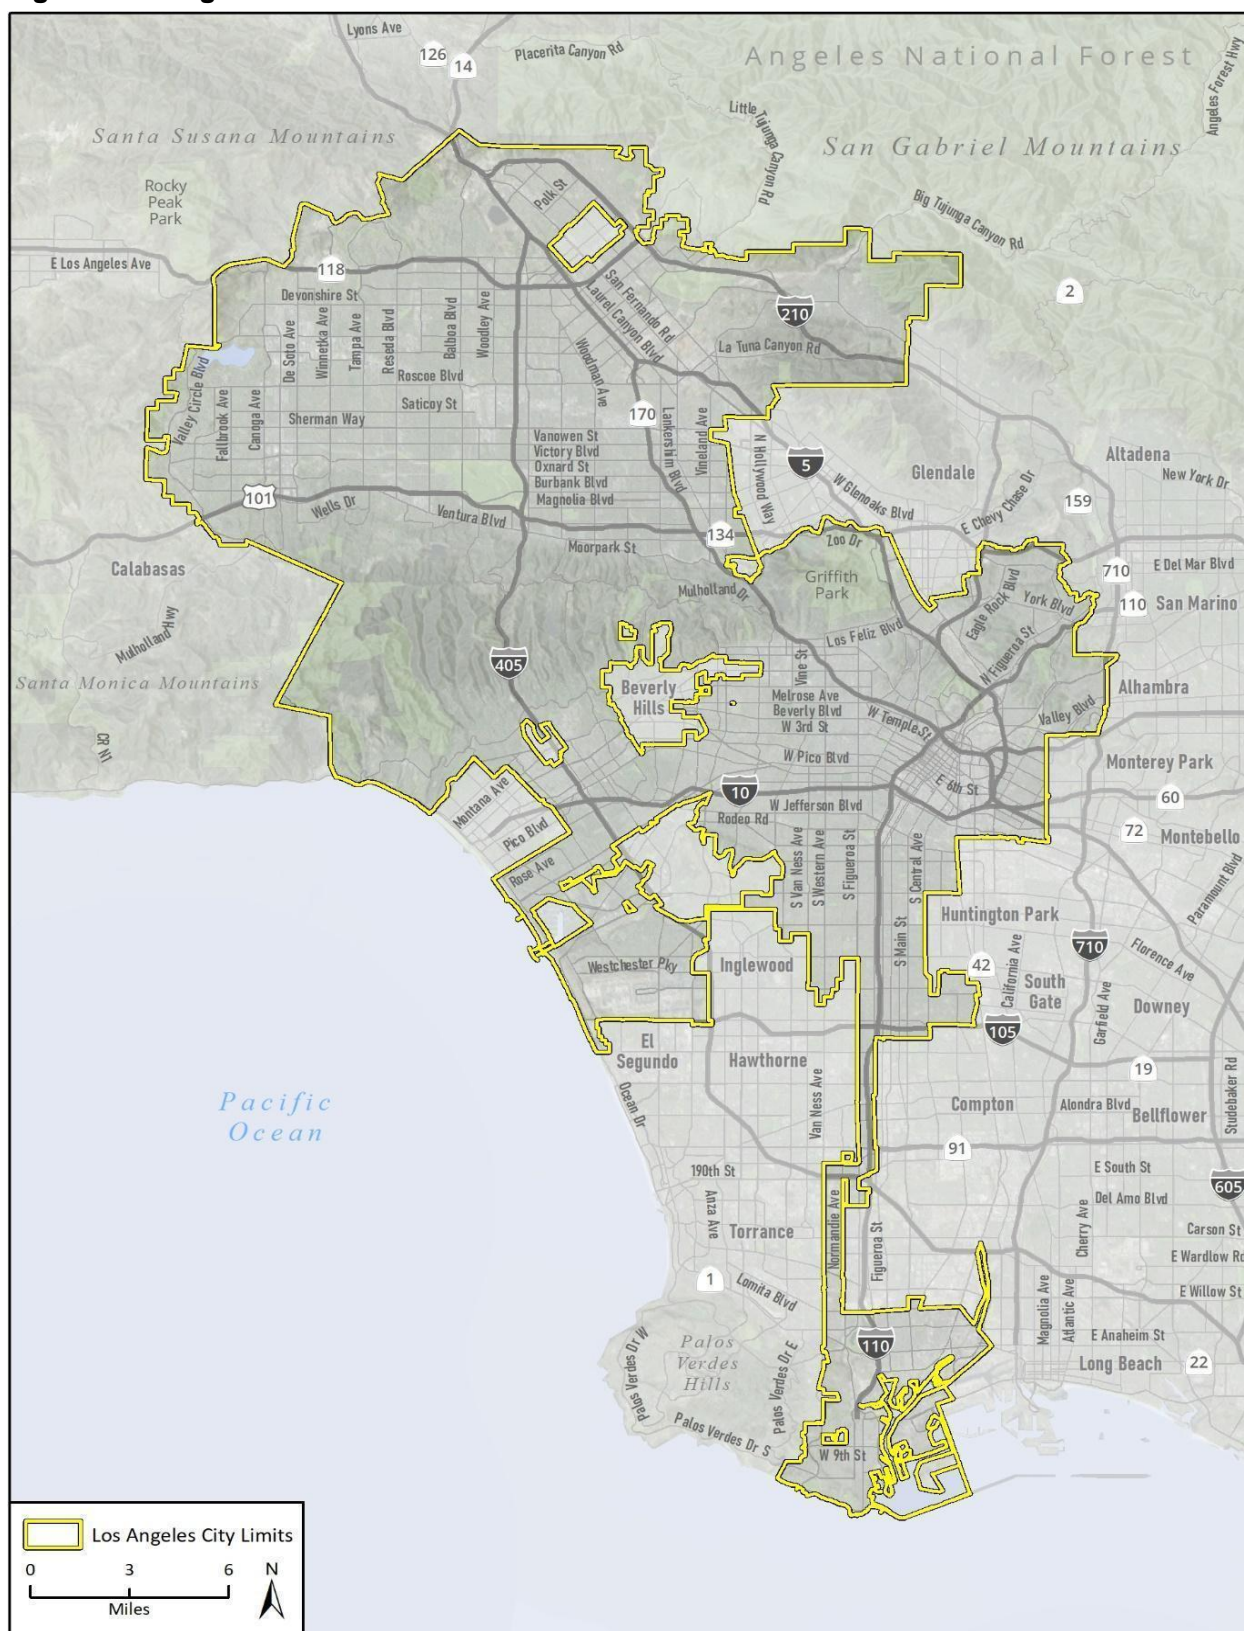 Lyons Ave
126
14
Placerita Canyon Rd
Angeles National Forest
Angeles Forest Hwy
Little Tujunga Canyon Rd
Santa Susana Mountains
San Gabriel Mountains
Rocky
Peak
Park
Polk St
Big Tujunga Canyon Rd
E Los Angeles Ave
118
2
Devonshire St
San Fernando Rd
Laurel Canyon Blvd
210
De Soto Ave
Winnetka Ave
Tampa Ave
Reseda Blvd
Balboa Blvd
Woodley Ave
La Tuna Canyon Rd
Woodman Ave
Valley Circle Blvd
Roscoe Blvd
Fallbrook Ave
Canoga Ave
Saticoy St
Sherman Way
170
Lankershim Blvd
Vineland Ave
N Hollywood Way
Vanowen St
Victory Blvd
Oxnard St
Burbank Blvd
Magnolia Blvd
5
Glendale
Altadena
New York Dr
W Glenoaks Blvd
E Chevy Chase Dr
159
101
Wells Dr
Ventura Blvd
Moorpark St
134
Zoo Dr
Calabasas
710
E Del Mar Blvd
Griffith
Park
Mulholland Dr
Eagle Rock Blvd
York Blvd
110
San Marino
Mulholland Hwy
Los Feliz Blvd
N Figueroa St
Santa Monica Mountains
405
Vine St
Beverly
Hills
Melrose Ave
Beverly Blvd
W 3rd St
W Temple St
Valley Blvd
Alhambra
W Pico Blvd
Monterey Park
CR N1
Montana Ave
10
E 6th St
60
W Jefferson Blvd
Rodeo Rd
Pico Blvd
72
Montebello
Rose Ave
S Van Ness Ave
S Western Ave
S Figueroa St
S Central Ave
Paramount Blvd
S Main St
Huntington Park
California Ave
710
Florence Ave
Westchester Pky
Inglewood
42
South
Gate
Garfield Ave
Downey
105
El
Segundo
Hawthorne
19
Studebaker Rd
Ocean Dr
Van Ness Ave
Compton
Alondra Blvd
Bellflower
Pacific
Ocean
91
190th St
E South St
605
Del Amo Blvd
Anza Ave
Torrance
Normandie Ave
Figueroa St
Cherry Ave
Carson St
E Wardlow Rd
1
Lomita Blvd
E Willow St
Magnolia Ave
Atlantic Ave
Palos Verdes Dr W
Palos
Verdes
Hills
Palos Verdes Dr E
110
E Anaheim St
Long Beach
22
Palos Verdes Dr S
W 9th St
Los Angeles City Limits
0 3 6
Miles
N